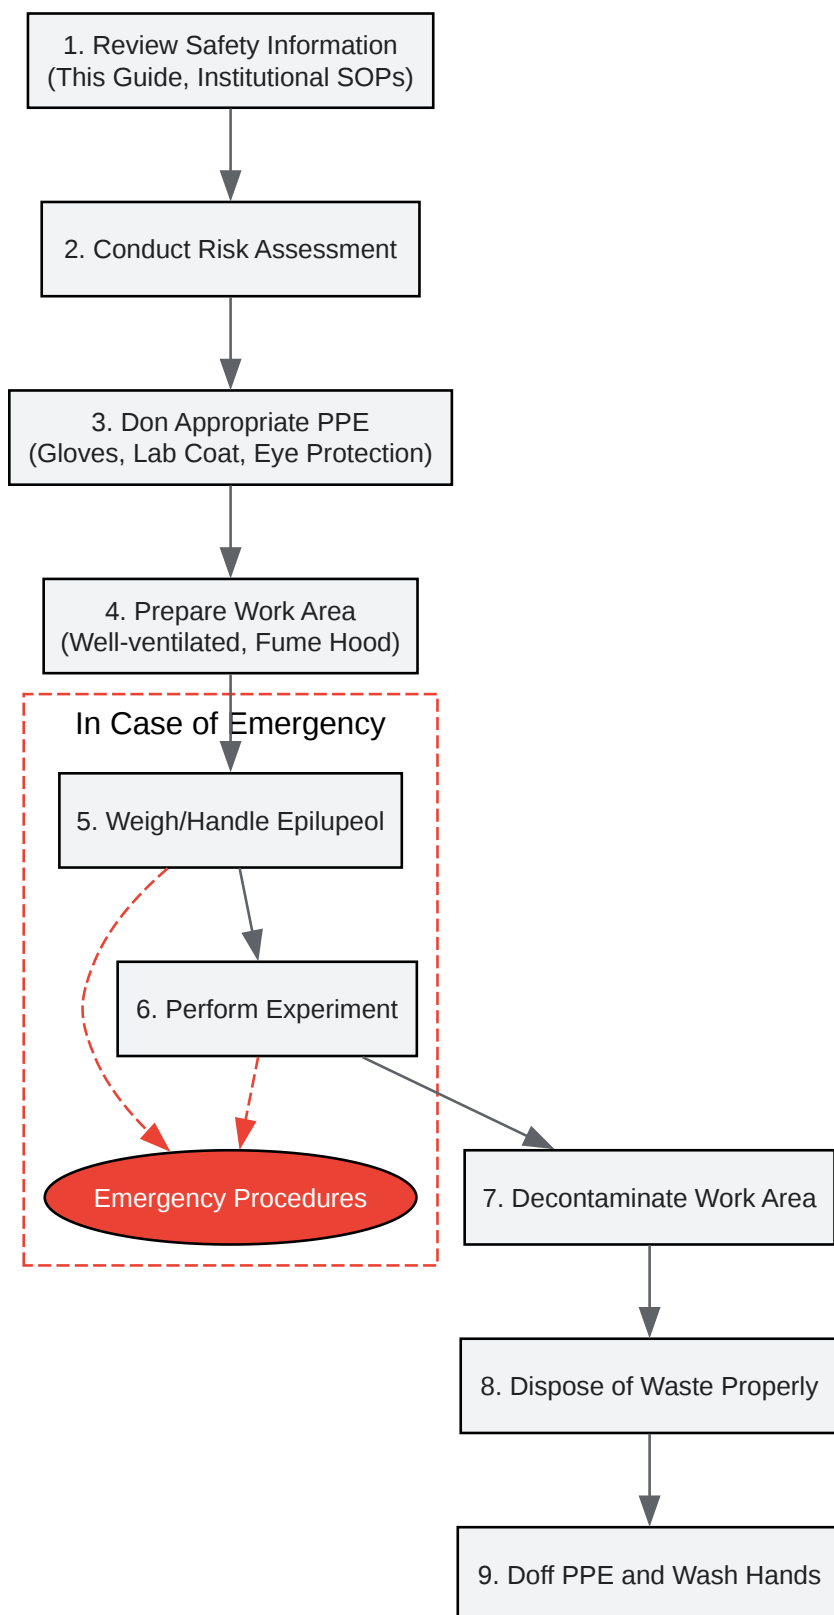 1. Review Safety Information
(This Guide, Institutional SOPs)
2. Conduct Risk Assessment
3. Don Appropriate PPE
(Gloves, Lab Coat, Eye Protection)
4. Prepare Work Area
(Well-ventilated, Fume Hood)
In Case of Emergency
5. Weigh/Handle Epilupeol
6. Perform Experiment
Emergency Procedures
7. Decontaminate Work Area
8. Dispose of Waste Properly
9. Doff PPE and Wash Hands